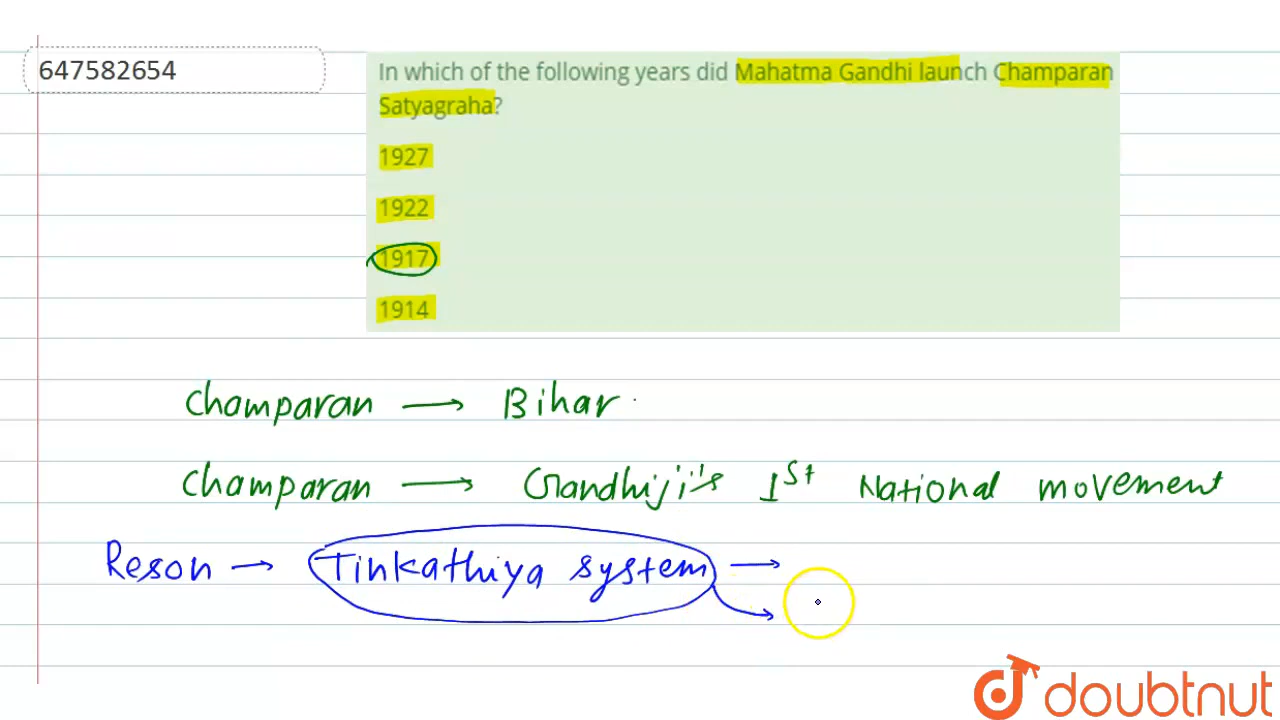 647582654
In which of the following years did Mahatma Gandhi launch Champaran
Satyagraha?
1927
1922
1917
1914
Champaran → Bihar
Champaran → Gandhiji's 1st National movement
Reson → Tinkathiya system →
doubtnut